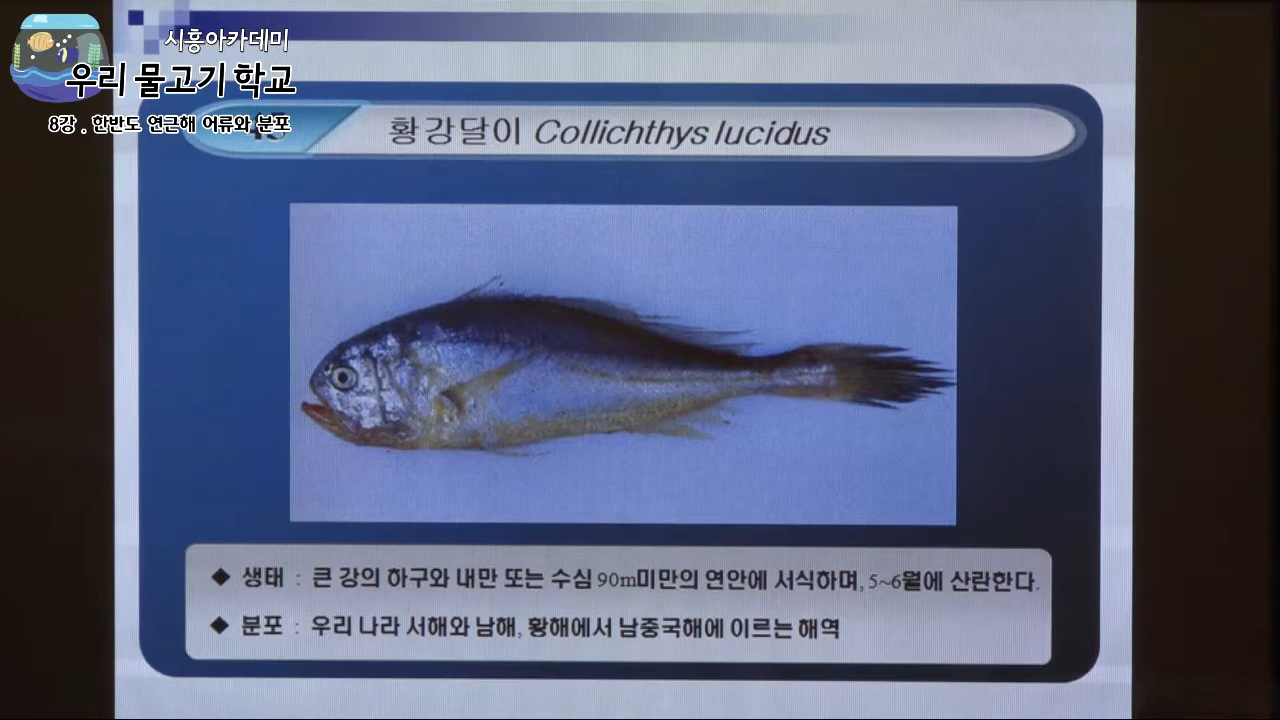 시흥아카데미
우리 물고기 학교
8강 . 한반도 연근해 어류와 분포
황강달이 Collichthys lucidus
◆ 생태 : 큰 강의 하구와 내만 또는 수심 90m미만의 연안에 서식하며, 5~6월에 산란한다.
◆ 분포 : 우리 나라 서해와 남해, 황해에서 남중국해에 이르는 해역